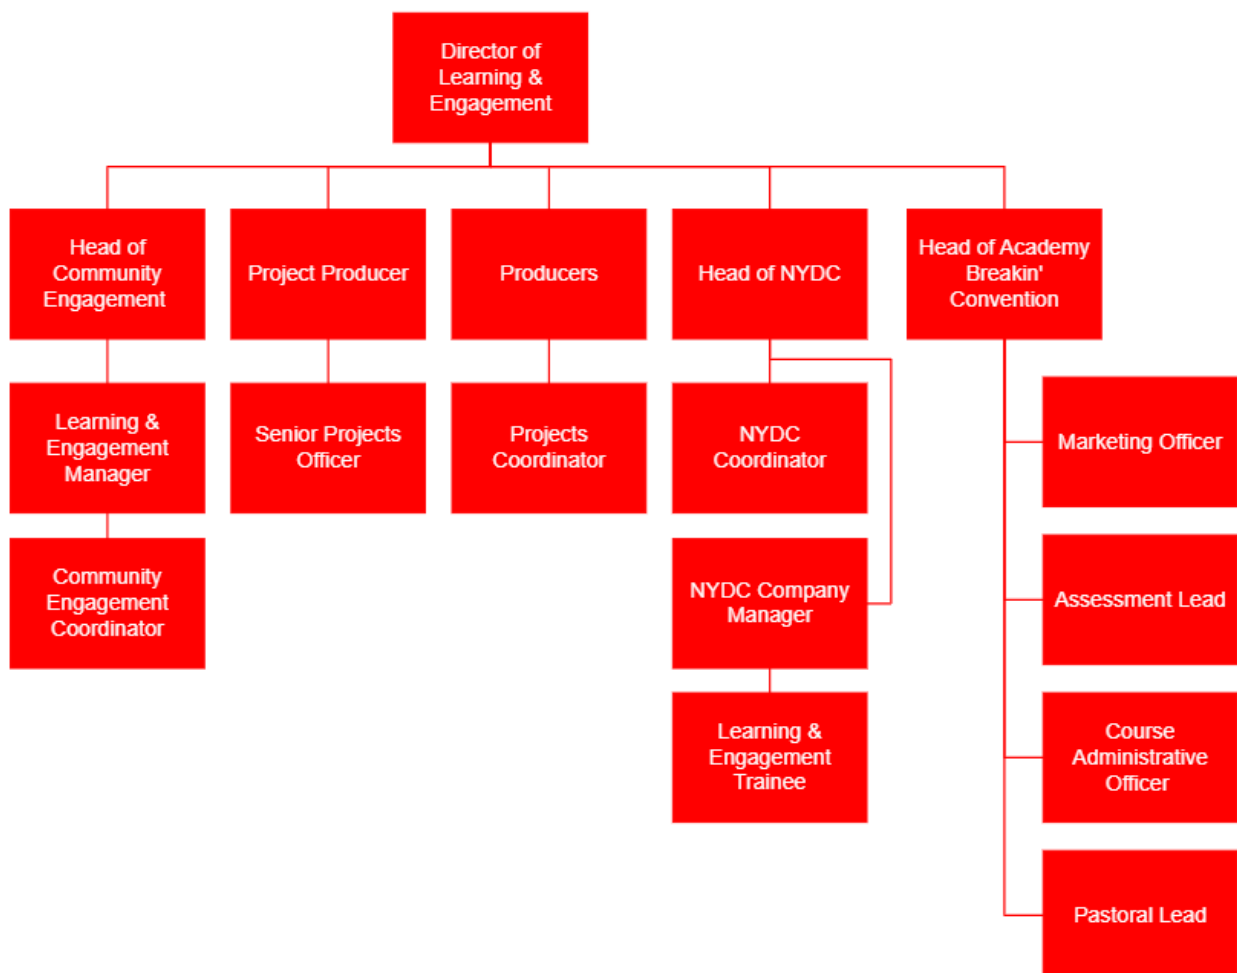 Director of
Learning &
Engagement
Head of
Community
Engagement
Project Producer
Producers
Head of NYDC
Head of Academy
Breakin'
Convention
Learning &
Engagement
Manager
Senior Projects
Officer
Projects
Coordinator
NYDC
Coordinator
Marketing Officer
Community
Engagement
Coordinator
NYDC Company
Manager
Assessment Lead
Learning &
Engagement
Trainee
Course
Administrative
Officer
Pastoral Lead